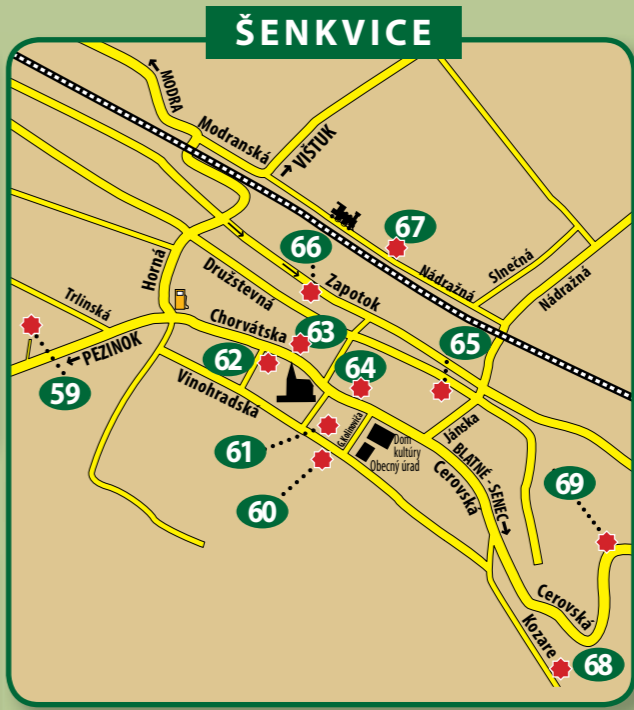 ŠENKVICE
← MODRA
Modranská
→ VIŠTUK
67
66
Nádražná
Slnečná
Nádražná
Zapotok
Horná
Družstevná
Trlinská
Chorvátska
63
← PEZINOK
62
64
65
59
Vinohradská
G.Kolinoviča
Jánska
61
Dom
kultúry
Obecný úrad
BLATNÉ - SENEC →
Cerovská
60
69
Cerovská
Kozare
68